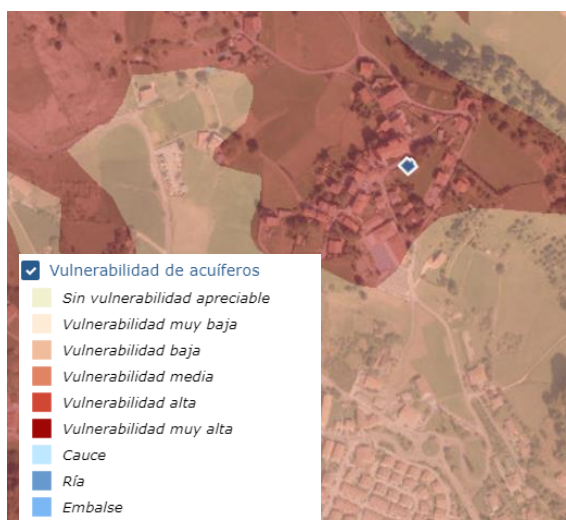 Vulnerabilidad de acuíferos
Sin vulnerabilidad apreciable
Vulnerabilidad muy baja
Vulnerabilidad baja
Vulnerabilidad media
Vulnerabilidad alta
Vulnerabilidad muy alta
Cauce
Ría
Embalse